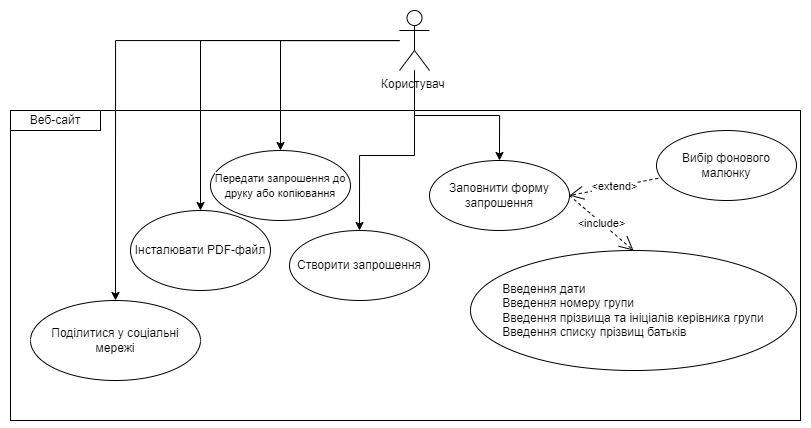 Користувач
Веб-сайт
Передати запрошення до
друку або копіювання
Інсталювати PDF-файл
Поділитися у соціальні
мережі
Створити запрошення
Заповнити форму
запрошення
<extend>
Вибір фонового
малюнку
<include>
Введення дати
Введення номеру групи
Введення прізвища та ініціалів керівника групи
Введення списку прізвищ батьків